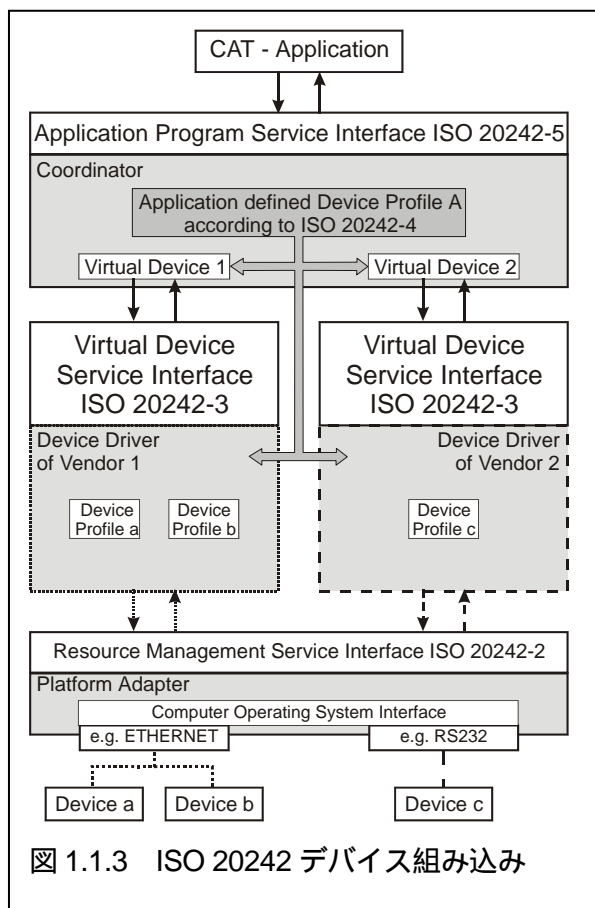 CAT - Application
Application Program Service Interface ISO 20242-5
Coordinator
Application defined Device Profile A
according to ISO 20242-4
Virtual Device 1
Virtual Device 2
Virtual Device
Service Interface
ISO 20242-3
Virtual Device
Service Interface
ISO 20242-3
Device Driver
of Vendor 1
Device Driver
of Vendor 2
Device
Profile a
Device
Profile b
Device
Profile c
Resource Management Service Interface ISO 20242-2
Platform Adapter
Computer Operating System Interface
e.g. ETHERNET
e.g. RS232
Device a
Device b
Device c
図 1.1.3 ISO 20242 デバイス組み込み